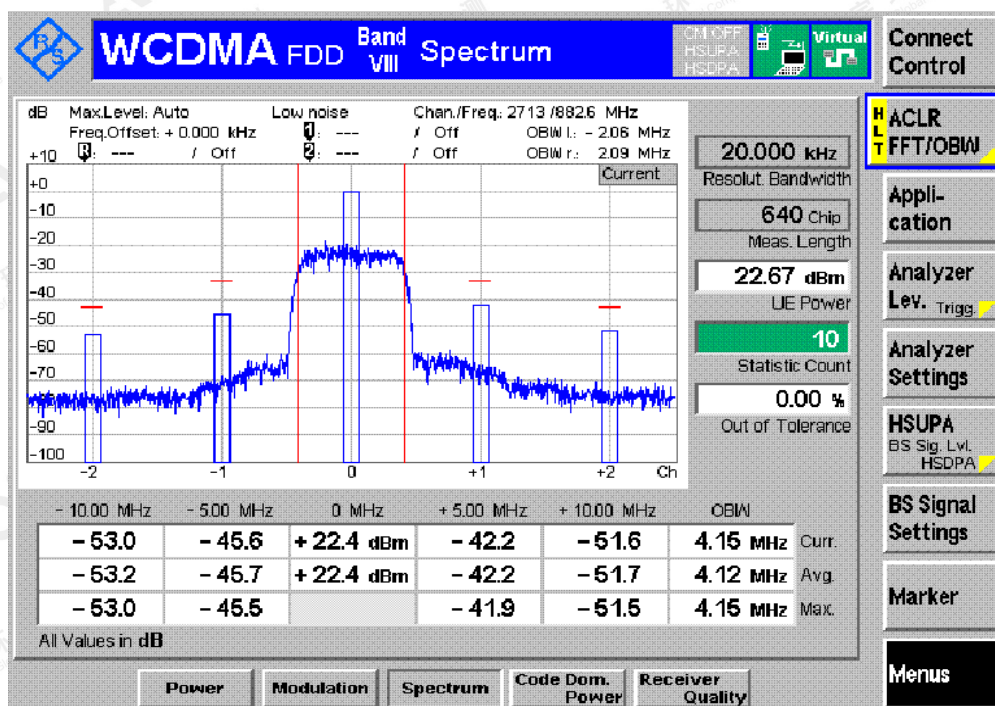 R&S
WCDMA FDD Band VIII Spectrum
CM OFF
HSUPA
HSDPA
Virtual
Connect Control
dB Max.Level: Auto Low noise Chan./Freq.: 2713 /882.6 MHz
Freq.Offset: + 0.000 kHz 1: --- / Off OBW l.: - 2.06 MHz
R: --- / Off 2: --- / Off OBW r.: 2.09 MHz
Current
+10
+0
-10
-20
-30
-40
-50
-60
-70
-90
-100
-2 -1 0 +1 +2 Ch
20.000 kHz
Resolut. Bandwidth
640 Chip
Meas. Length
22.67 dBm
UE Power
10
Statistic Count
0.00 %
Out of Tolerance
- 10.00 MHz - 5.00 MHz 0 MHz + 5.00 MHz + 10.00 MHz OBW
- 53.0 - 45.6 + 22.4 dBm - 42.2 - 51.6 4.15 MHz Curr.
- 53.2 - 45.7 + 22.4 dBm - 42.2 - 51.7 4.12 MHz Avg.
- 53.0 - 45.5 - 41.9 - 51.5 4.15 MHz Max.
All Values in dB
HLT
ACLR
FFT/OBW
Appli-
cation
Analyzer
Lev. Trigg.
Analyzer
Settings
HSUPA
BS Sig. Lvl.
HSDPA
BS Signal
Settings
Marker
Menus
Power Modulation Spectrum Code Dom. Power Receiver Quality